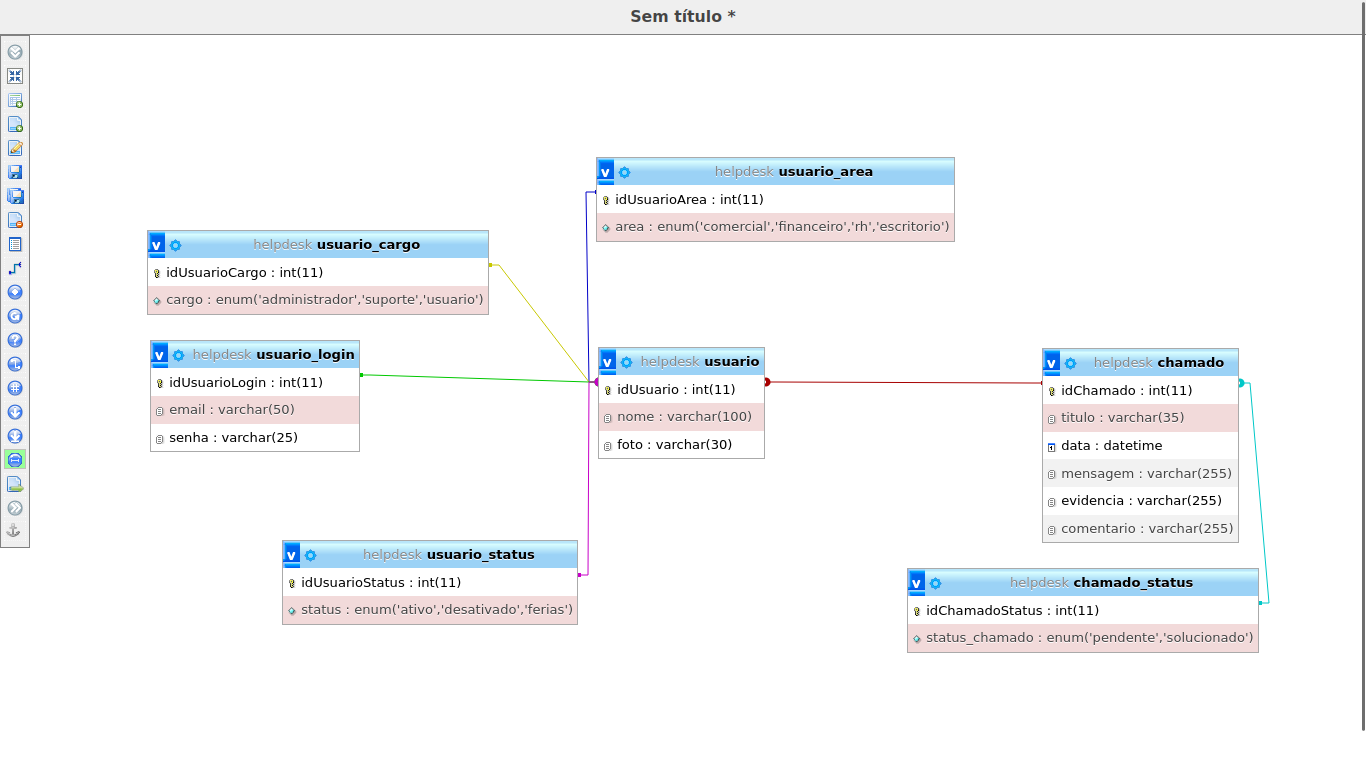 Sem título *
v helpdesk usuario_area
idUsuarioArea : int(11)
area : enum('comercial','financeiro','rh','escritorio')
v helpdesk usuario_cargo
idUsuarioCargo : int(11)
cargo : enum('administrador','suporte','usuario')
v helpdesk usuario_login
idUsuarioLogin : int(11)
email : varchar(50)
senha : varchar(25)
v helpdesk usuario
idUsuario : int(11)
nome : varchar(100)
foto : varchar(30)
v helpdesk chamado
idChamado : int(11)
titulo : varchar(35)
data : datetime
mensagem : varchar(255)
evidencia : varchar(255)
comentario : varchar(255)
v helpdesk usuario_status
idUsuarioStatus : int(11)
status : enum('ativo','desativado','ferias')
v helpdesk chamado_status
idChamadoStatus : int(11)
status_chamado : enum('pendente','solucionado')